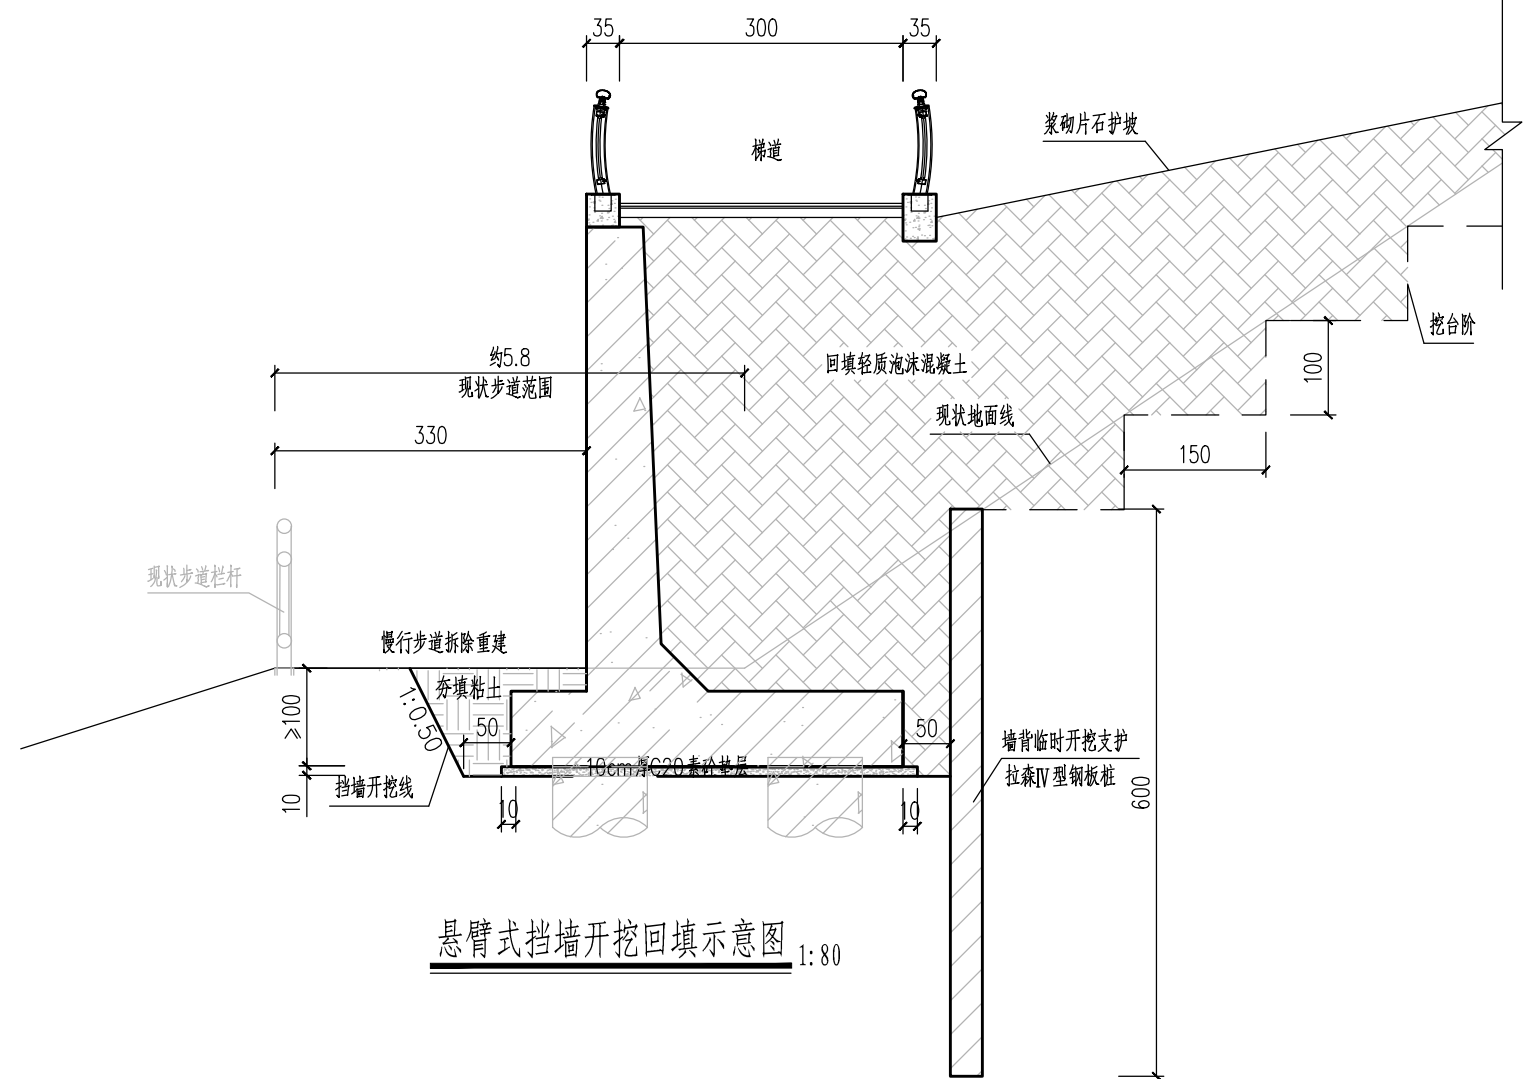 35
300
35
浆砌片石护坡
梯道
挖台阶
约5.8
现状步道范围
回填轻质泡沫混凝土
100
现状地面线
330
150
现状步道栏杆
慢行步道拆除重建
夯填粘土
1:0.50
≥100
50
50
墙背临时开挖支护
拉森Ⅳ型钢板桩
10cm厚C20素砼垫层
挡墙开挖线
10
10
10
600
悬臂式挡墙开挖回填示意图
1:80